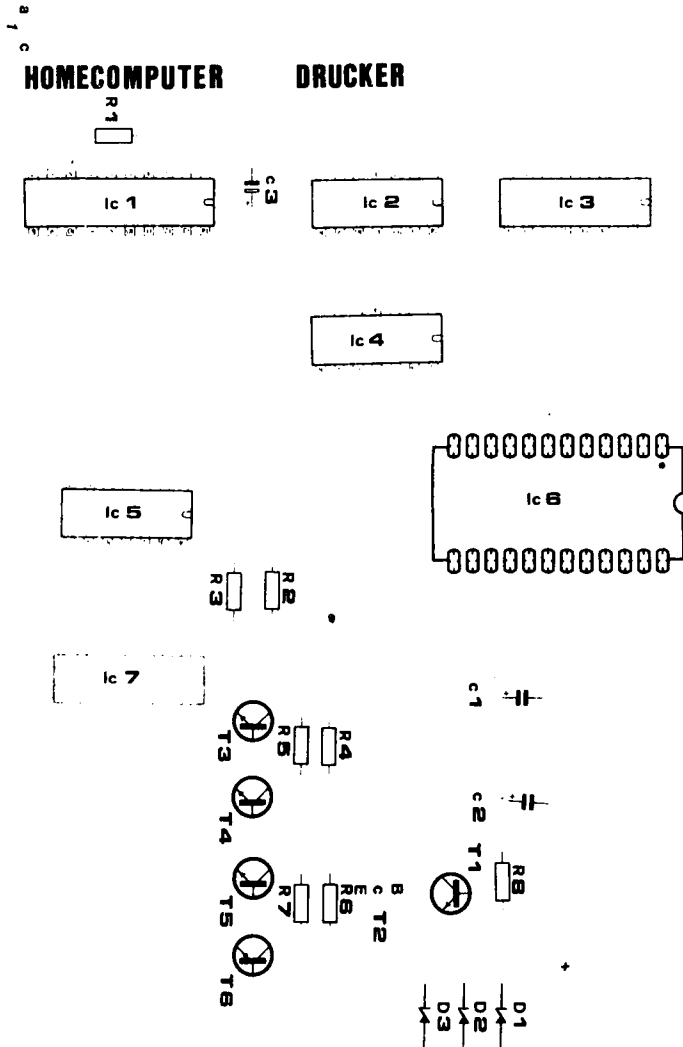 a 1 c
HOMECOMPUTER DRUCKER
R1
Ic 1
C3
Ic 2
Ic 3
Ic 4
Ic 5
Ic 6
R3
R2
Ic 7
C1
T3
R5
R4
C2
T4
T1
R8
T5
R7
R6
E C B
T2
T6
+
D3
D2
D1